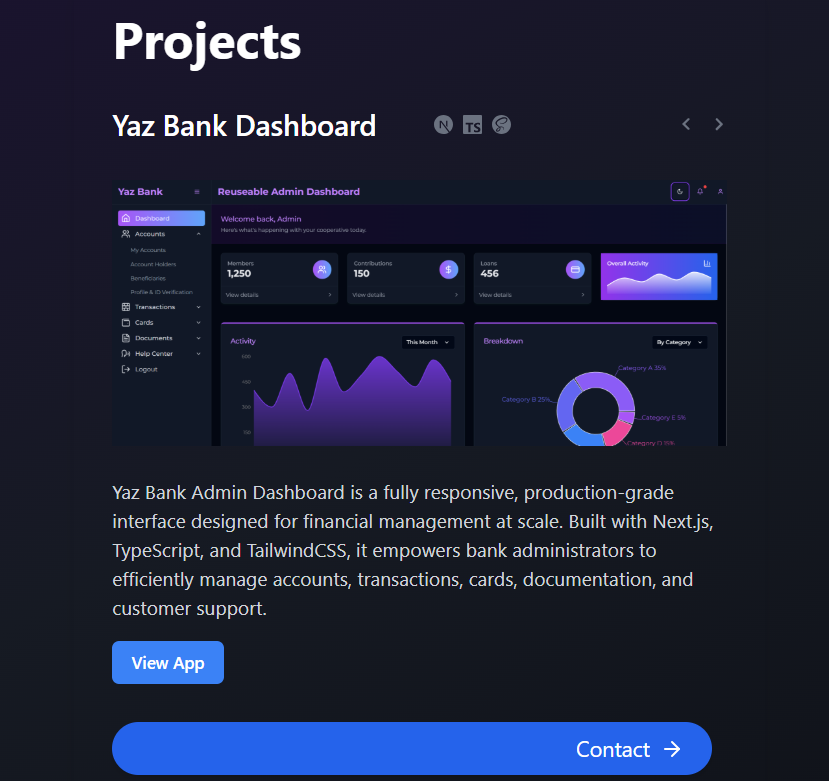 Projects
Yaz Bank Dashboard
N TS
Yaz Bank
Reuseable Admin Dashboard
Dashboard
Accounts
My Accounts
Account Holders
Beneficiaries
Profile & ID Verification
Transactions
Cards
Documents
Help Center
Logout
Welcome back, Admin
Here's what's happening with your cooperative today.
Members
1,250
View details
Contributions
150
View details
Loans
456
View details
Overall Activity
Activity
This Month
600
450
300
150
Breakdown
By Category
Category A 35%
Category B 25%
Category E 5%
Category D 15%
Yaz Bank Admin Dashboard is a fully responsive, production-grade
interface designed for financial management at scale. Built with Next.js,
TypeScript, and TailwindCSS, it empowers bank administrators to
efficiently manage accounts, transactions, cards, documentation, and
customer support.
View App
Contact